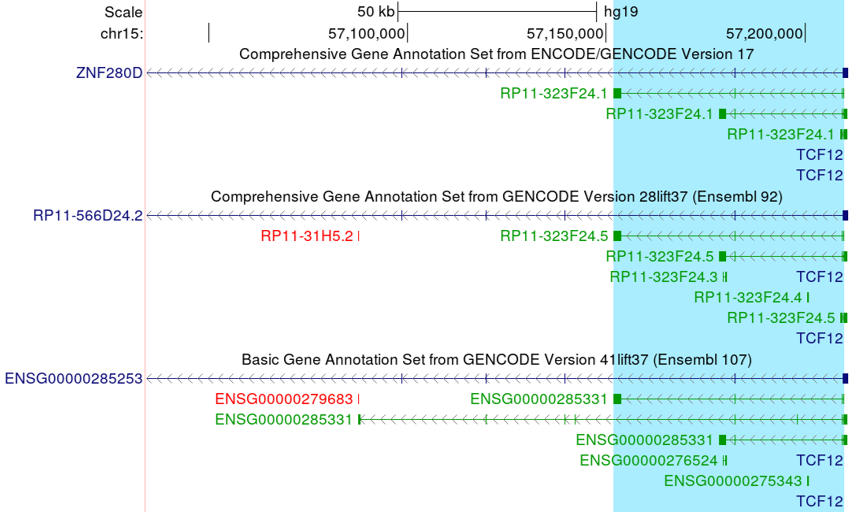 Scale 50 kb hg19
chr15: 57,100,000 57,150,000 57,200,000
Comprehensive Gene Annotation Set from ENCODE/GENCODE Version 17
ZNF280D
RP11-323F24.1
RP11-323F24.1
RP11-323F24.1
TCF12
TCF12
Comprehensive Gene Annotation Set from GENCODE Version 28lift37 (Ensembl 92)
RP11-566D24.2
RP11-31H5.2 RP11-323F24.5
RP11-323F24.5
RP11-323F24.3 TCF12
RP11-323F24.4
RP11-323F24.5
TCF12
Basic Gene Annotation Set from GENCODE Version 41lift37 (Ensembl 107)
ENSG00000285253
ENSG00000279683 ENSG00000285331
ENSG00000285331
ENSG00000285331
ENSG00000276524 TCF12
ENSG00000275343
TCF12